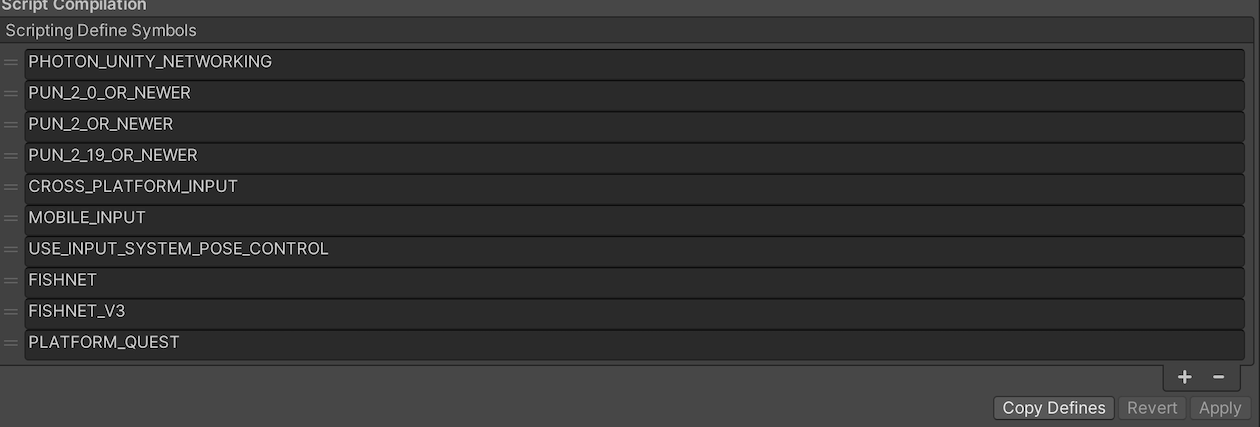 Script Compilation
Scripting Define Symbols
PHOTON_UNITY_NETWORKING
PUN_2_0_OR_NEWER
PUN_2_OR_NEWER
PUN_2_19_OR_NEWER
CROSS_PLATFORM_INPUT
MOBILE_INPUT
USE_INPUT_SYSTEM_POSE_CONTROL
FISHNET
FISHNET_V3
PLATFORM_QUEST
+ −
Copy Defines Revert Apply